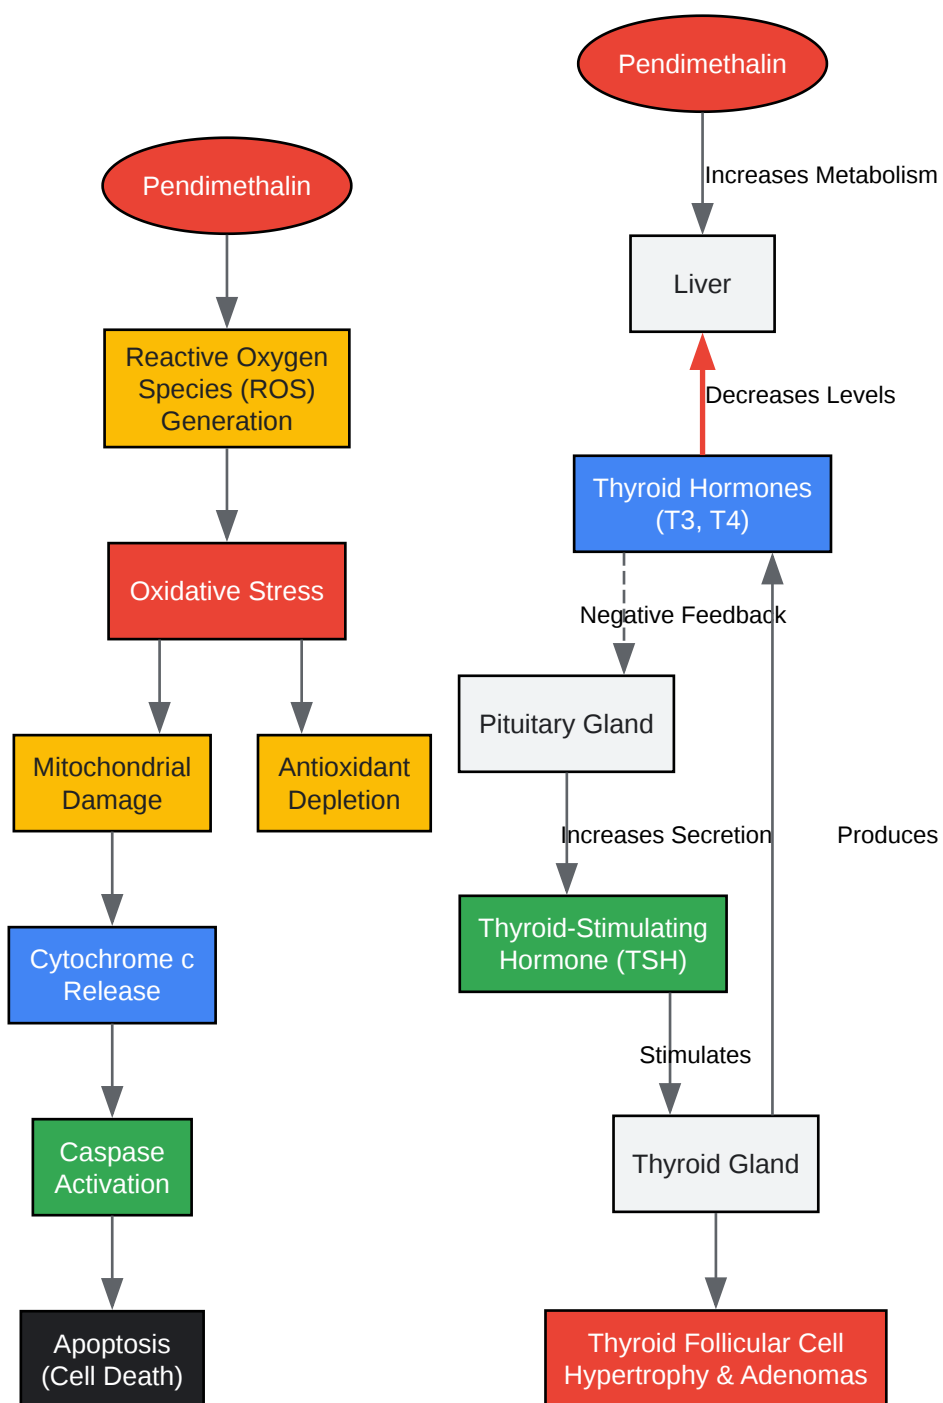 Pendimethalin
Reactive Oxygen
Species (ROS)
Generation
Oxidative Stress
Mitochondrial
Damage
Antioxidant
Depletion
Cytochrome c
Release
Caspase
Activation
Apoptosis
(Cell Death)
Pendimethalin
Increases Metabolism
Liver
Decreases Levels
Thyroid Hormones
(T3, T4)
Negative Feedback
Pituitary Gland
Increases Secretion
Produces
Thyroid-Stimulating
Hormone (TSH)
Stimulates
Thyroid Gland
Thyroid Follicular Cell
Hypertrophy & Adenomas